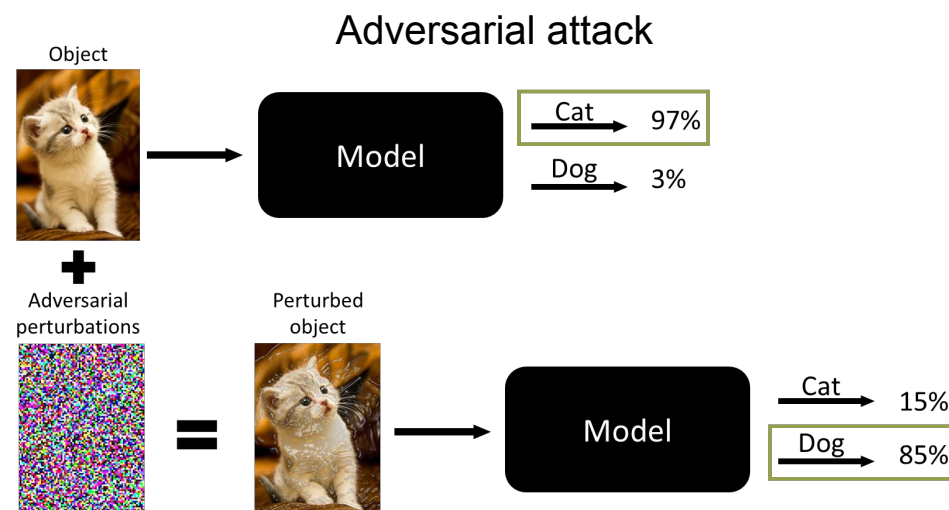 Adversarial attack
Object
Model
Cat 97%
Dog 3%
Adversarial
perturbations
Perturbed
object
Model
Cat 15%
Dog 85%